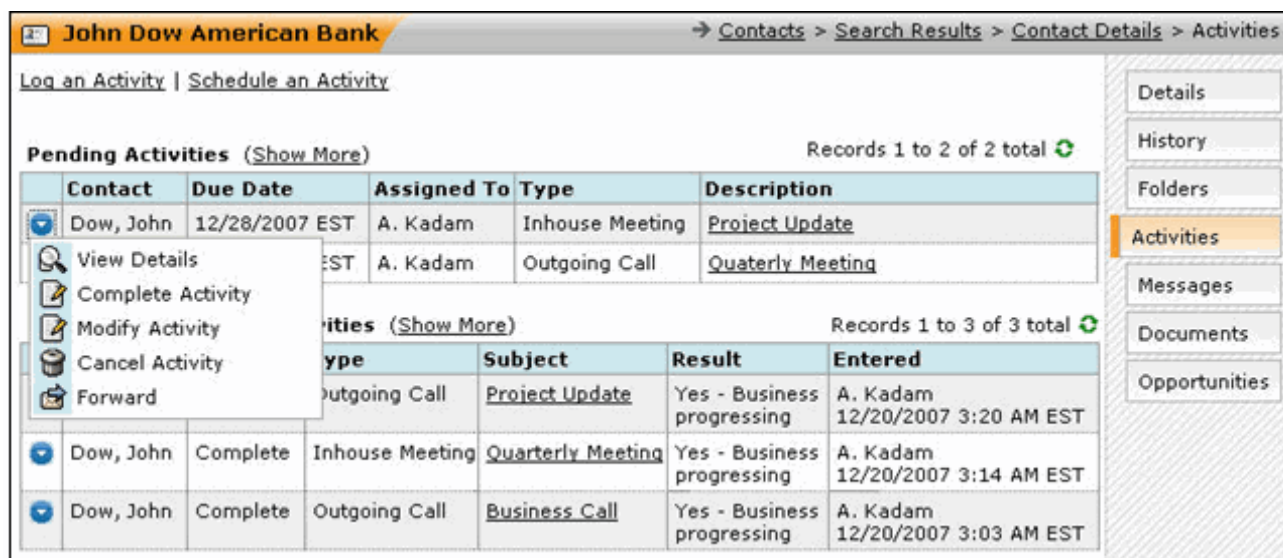 John Dow American Bank → Contacts > Search Results > Contact Details > Activities
Log an Activity | Schedule an Activity
Pending Activities (Show More) Records 1 to 2 of 2 total
Contact Due Date Assigned To Type Description
Dow, John 12/28/2007 EST A. Kadam Inhouse Meeting Project Update
EST A. Kadam Outgoing Call Quaterly Meeting
View Details
Complete Activity
Modify Activity
Cancel Activity
Forward
(Show More) Records 1 to 3 of 3 total
Subject Result Entered
Project Update Yes - Business progressing A. Kadam 12/20/2007 3:20 AM EST
Dow, John Complete Inhouse Meeting Quarterly Meeting Yes - Business progressing A. Kadam 12/20/2007 3:14 AM EST
Dow, John Complete Outgoing Call Business Call Yes - Business progressing A. Kadam 12/20/2007 3:03 AM EST
Details
History
Folders
Activities
Messages
Documents
Opportunities